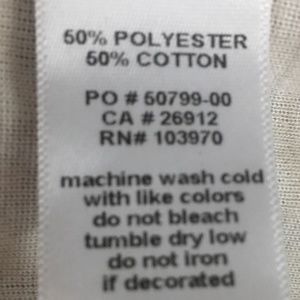 50% POLYESTER
50% COTTON
PO # 50799-00
CA # 26912
RN# 103970
machine wash cold
with like colors
do not bleach
tumble dry low
do not iron
if decorated